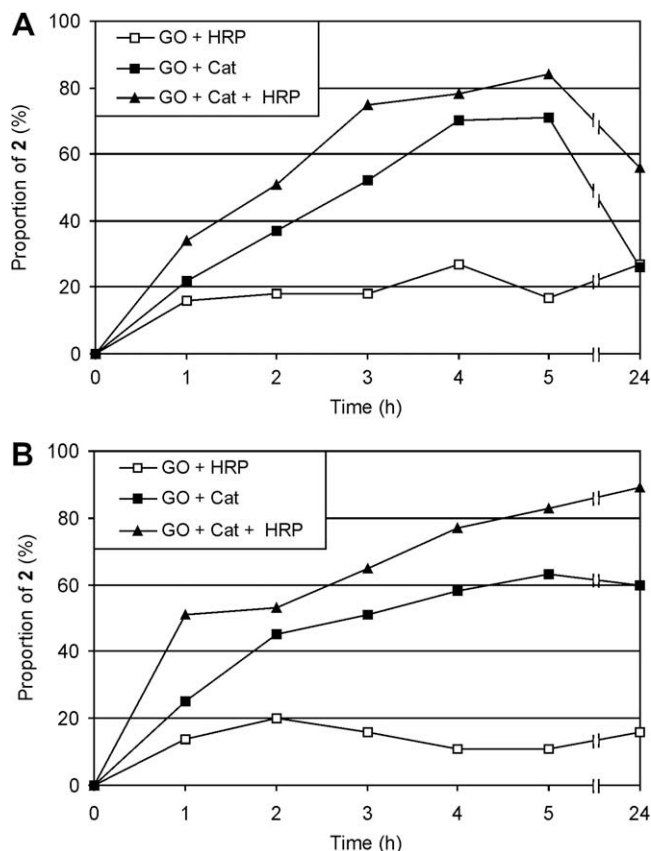 A
100
GO + HRP
80
GO + Cat
GO + Cat + HRP
60
40
20
0
Proportion of 2 (%)
0 1 2 3 4 5 24
Time (h)
B
100
GO + HRP
80
GO + Cat
GO + Cat + HRP
60
40
20
0
Proportion of 2 (%)
0 1 2 3 4 5 24
Time (h)